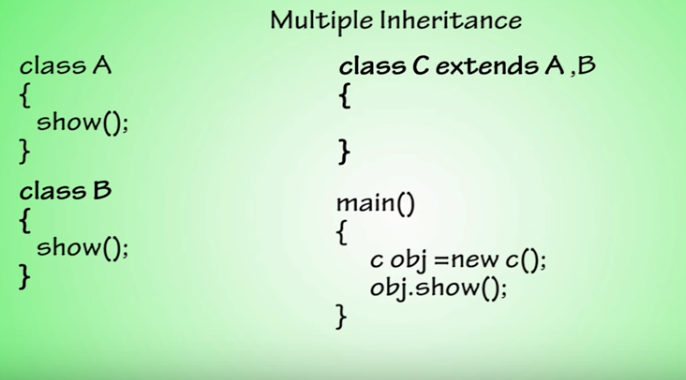 Multiple Inheritance
class A
{
show();
}
class B
{
show();
}
class C extends A ,B
{
}
main()
{
c obj =new c();
obj.show();
}